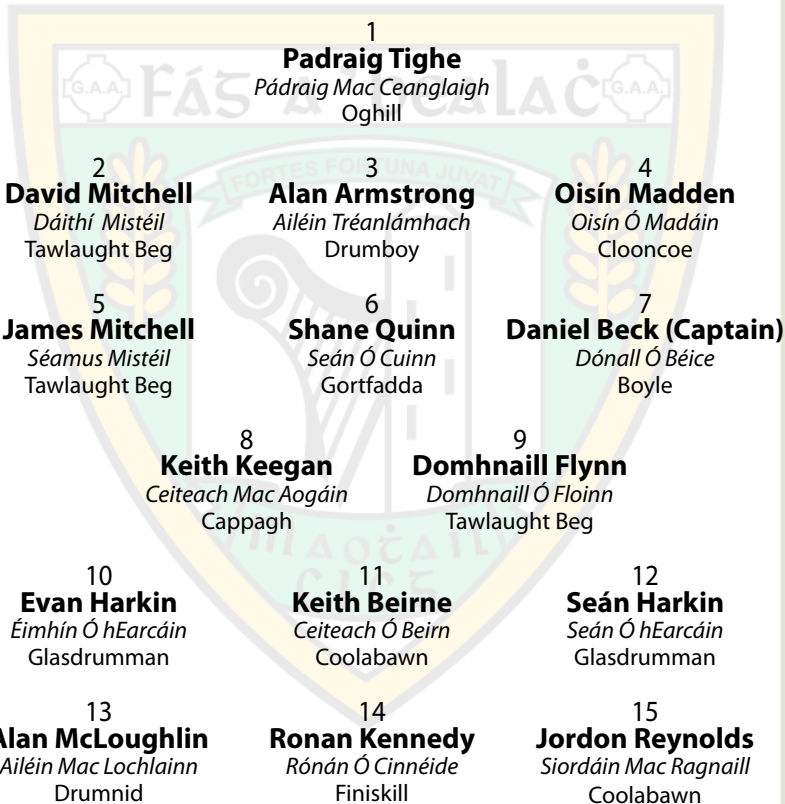 G.A.A.
G.A.A.
FORTES FORTUNA JUVAT
1
Padraig Tighe
Pádraig Mac Ceanglaigh
Oghill
2
David Mitchell
Dáithí Mistéil
Tawlaught Beg
3
Alan Armstrong
Ailéin Tréanlámhach
Drumboy
4
Oisín Madden
Oisín Ó Madáin
Clooncoe
5
James Mitchell
Séamus Mistéil
Tawlaught Beg
6
Shane Quinn
Seán Ó Cuinn
Gortfadda
7
Daniel Beck (Captain)
Dónall Ó Béice
Boyle
8
Keith Keegan
Ceiteach Mac Aogáin
Cappagh
9
Domhnaill Flynn
Domhnaill Ó Floinn
Tawlaught Beg
10
Evan Harkin
Éimhín Ó hEarcáin
Glasdrumman
11
Keith Beirne
Ceiteach Ó Beirn
Coolabawn
12
Seán Harkin
Seán Ó hEarcáin
Glasdrumman
13
Alan McLoughlin
Ailéin Mac Lochlainn
Drumnid
14
Ronan Kennedy
Rónán Ó Cinnéide
Finiskill
15
Jordon Reynolds
Siordáin Mac Ragnaill
Coolabawn